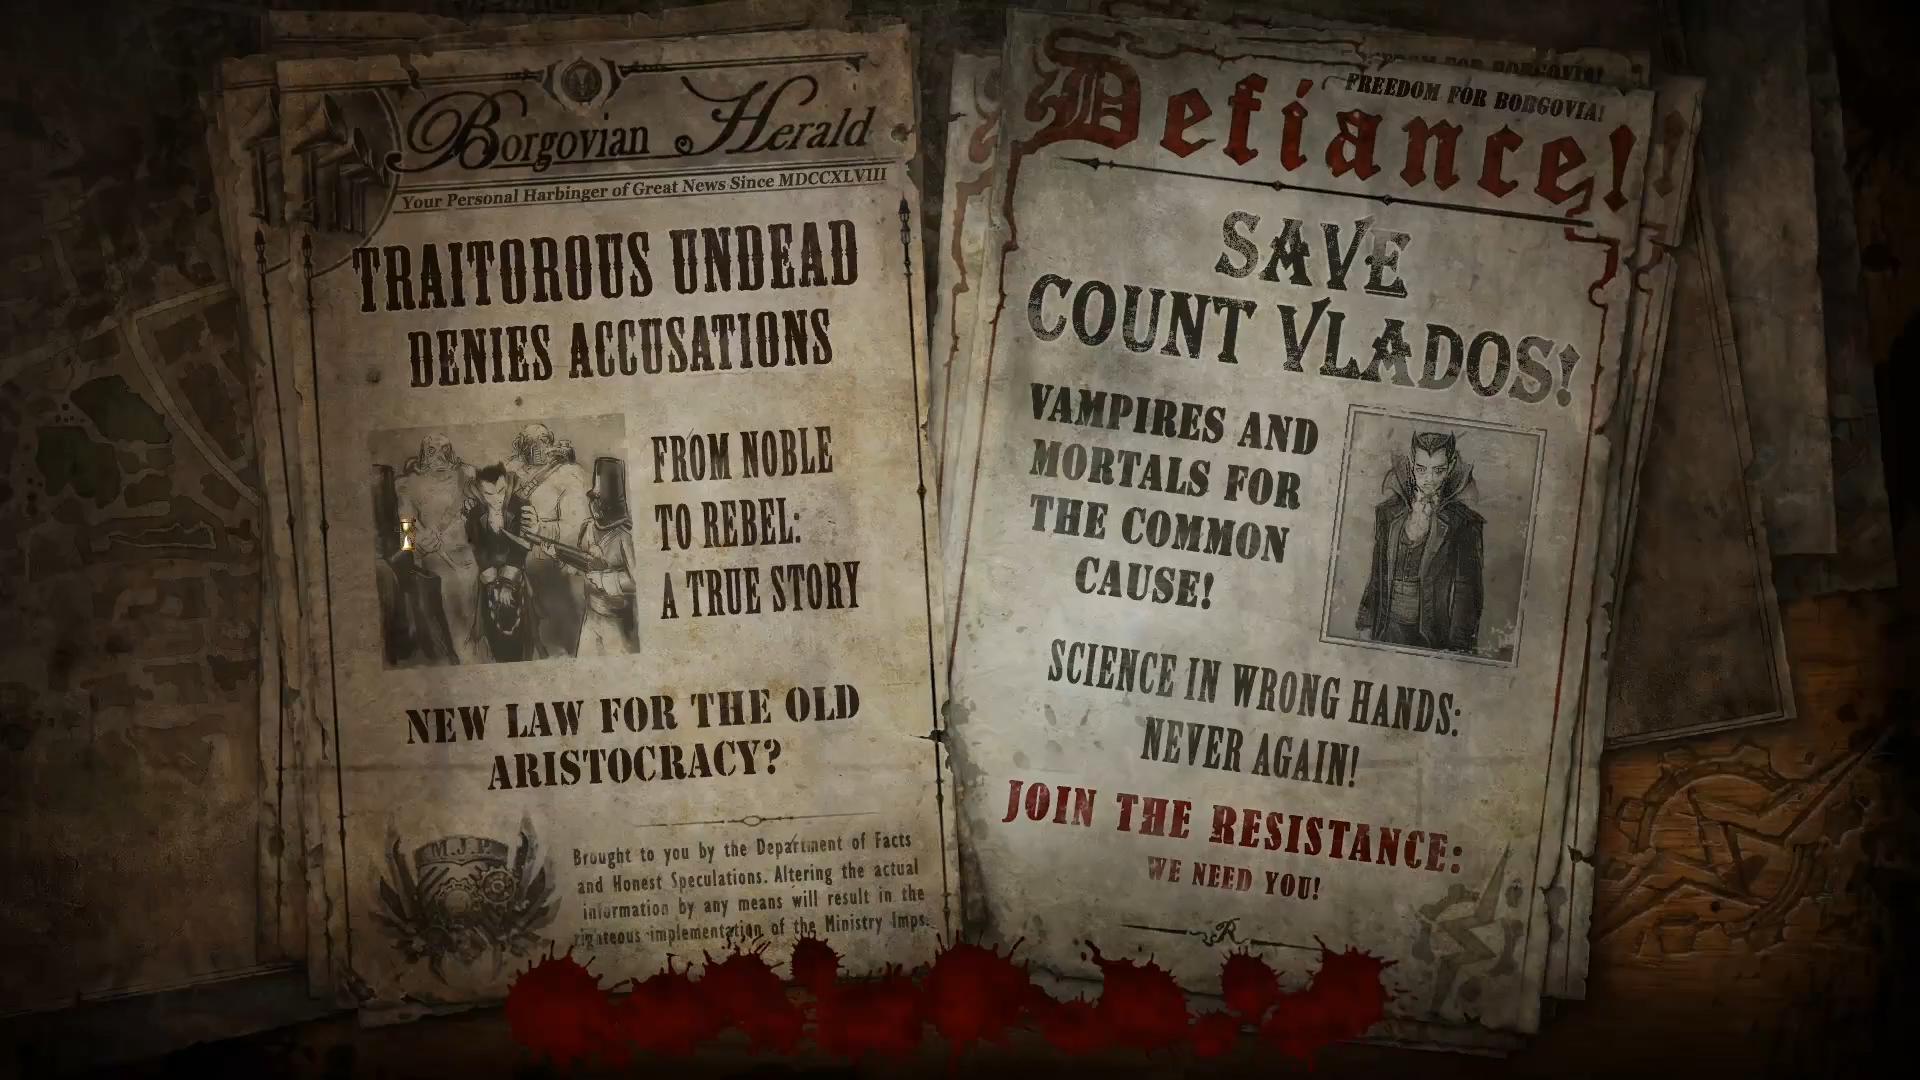 Borgovian Herald
Your Personal Harbinger of Great News Since MDCCXLVIII
TRAITOROUS UNDEAD
DENIES ACCUSATIONS
FROM NOBLE
TO REBEL:
A TRUE STORY
NEW LAW FOR THE OLD
ARISTOCRACY?
M.J.P.
Brought to you by the Department of Facts
and Honest Speculations. Altering the actual
information by any means will result in the
righteous implementation of the Ministry Imps.
FREEDOM FOR BORGOVIA!
FREEDOM FOR BORGOVIA!
Defiance!
SAVE
COUNT VLADOS!
VAMPIRES AND
MORTALS FOR
THE COMMON
CAUSE!
SCIENCE IN WRONG HANDS:
NEVER AGAIN!
JOIN THE RESISTANCE:
WE NEED YOU!
R